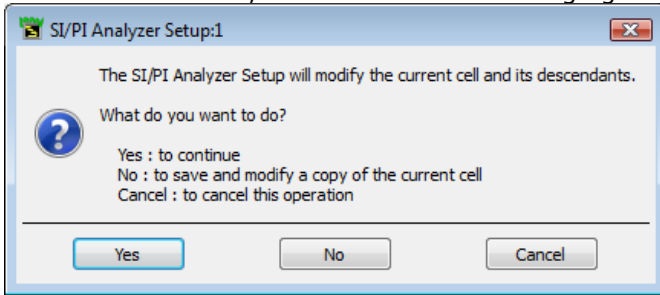 SI/PI Analyzer Setup:1
The SI/PI Analyzer Setup will modify the current cell and its descendants.
What do you want to do?
Yes : to continue
No : to save and modify a copy of the current cell
Cancel : to cancel this operation
Yes No Cancel